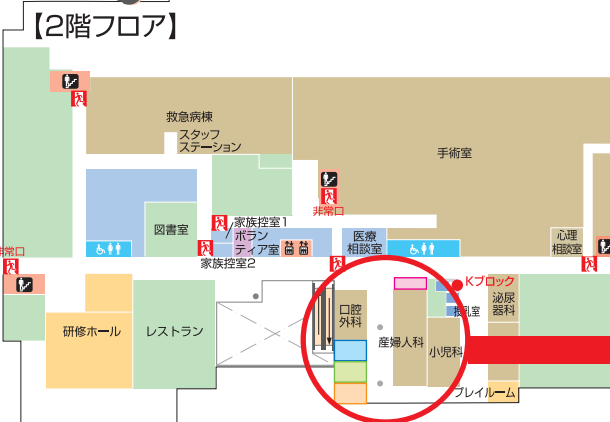 【2階フロア】
救急病棟
スタッフ
ステーション
手術室
非常口
図書室
家族控室1
ボラン
ティア室
家族控室2
医療
相談室
心理
相談室
非常口
Kブロック
口腔
外科
泌尿
器科
授乳室
研修ホール
レストラン
産婦人科
小児科
プレイルーム